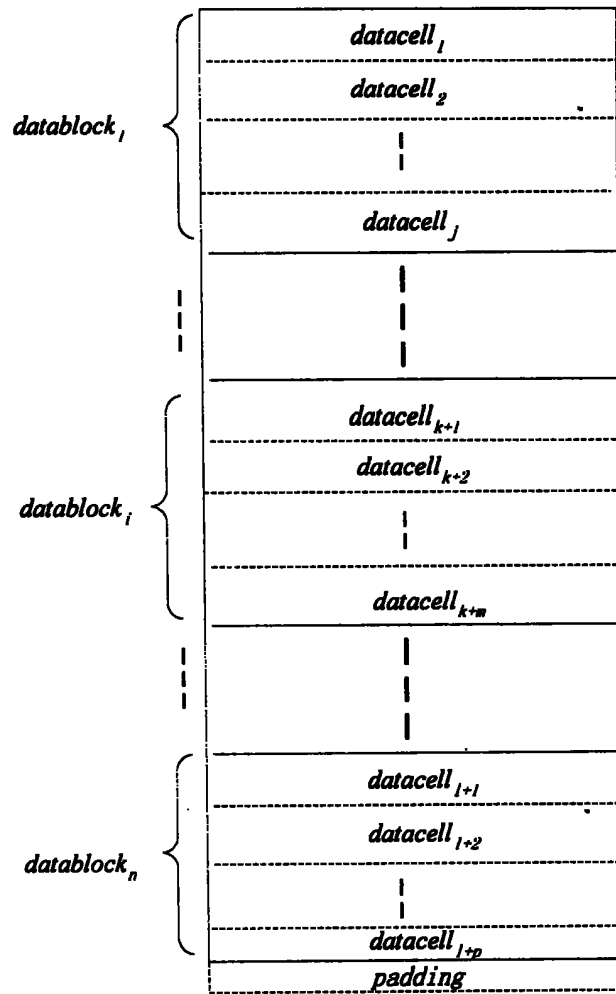 datablock₁
datacell₁
datacell₂
datacellⱼ
datablockᵢ
datacellₖ₊₁
datacellₖ₊₂
datacellₖ₊ₘ
datablockₙ
datacellₗ₊₁
datacellₗ₊₂
datacellₗ₊ₚ
padding